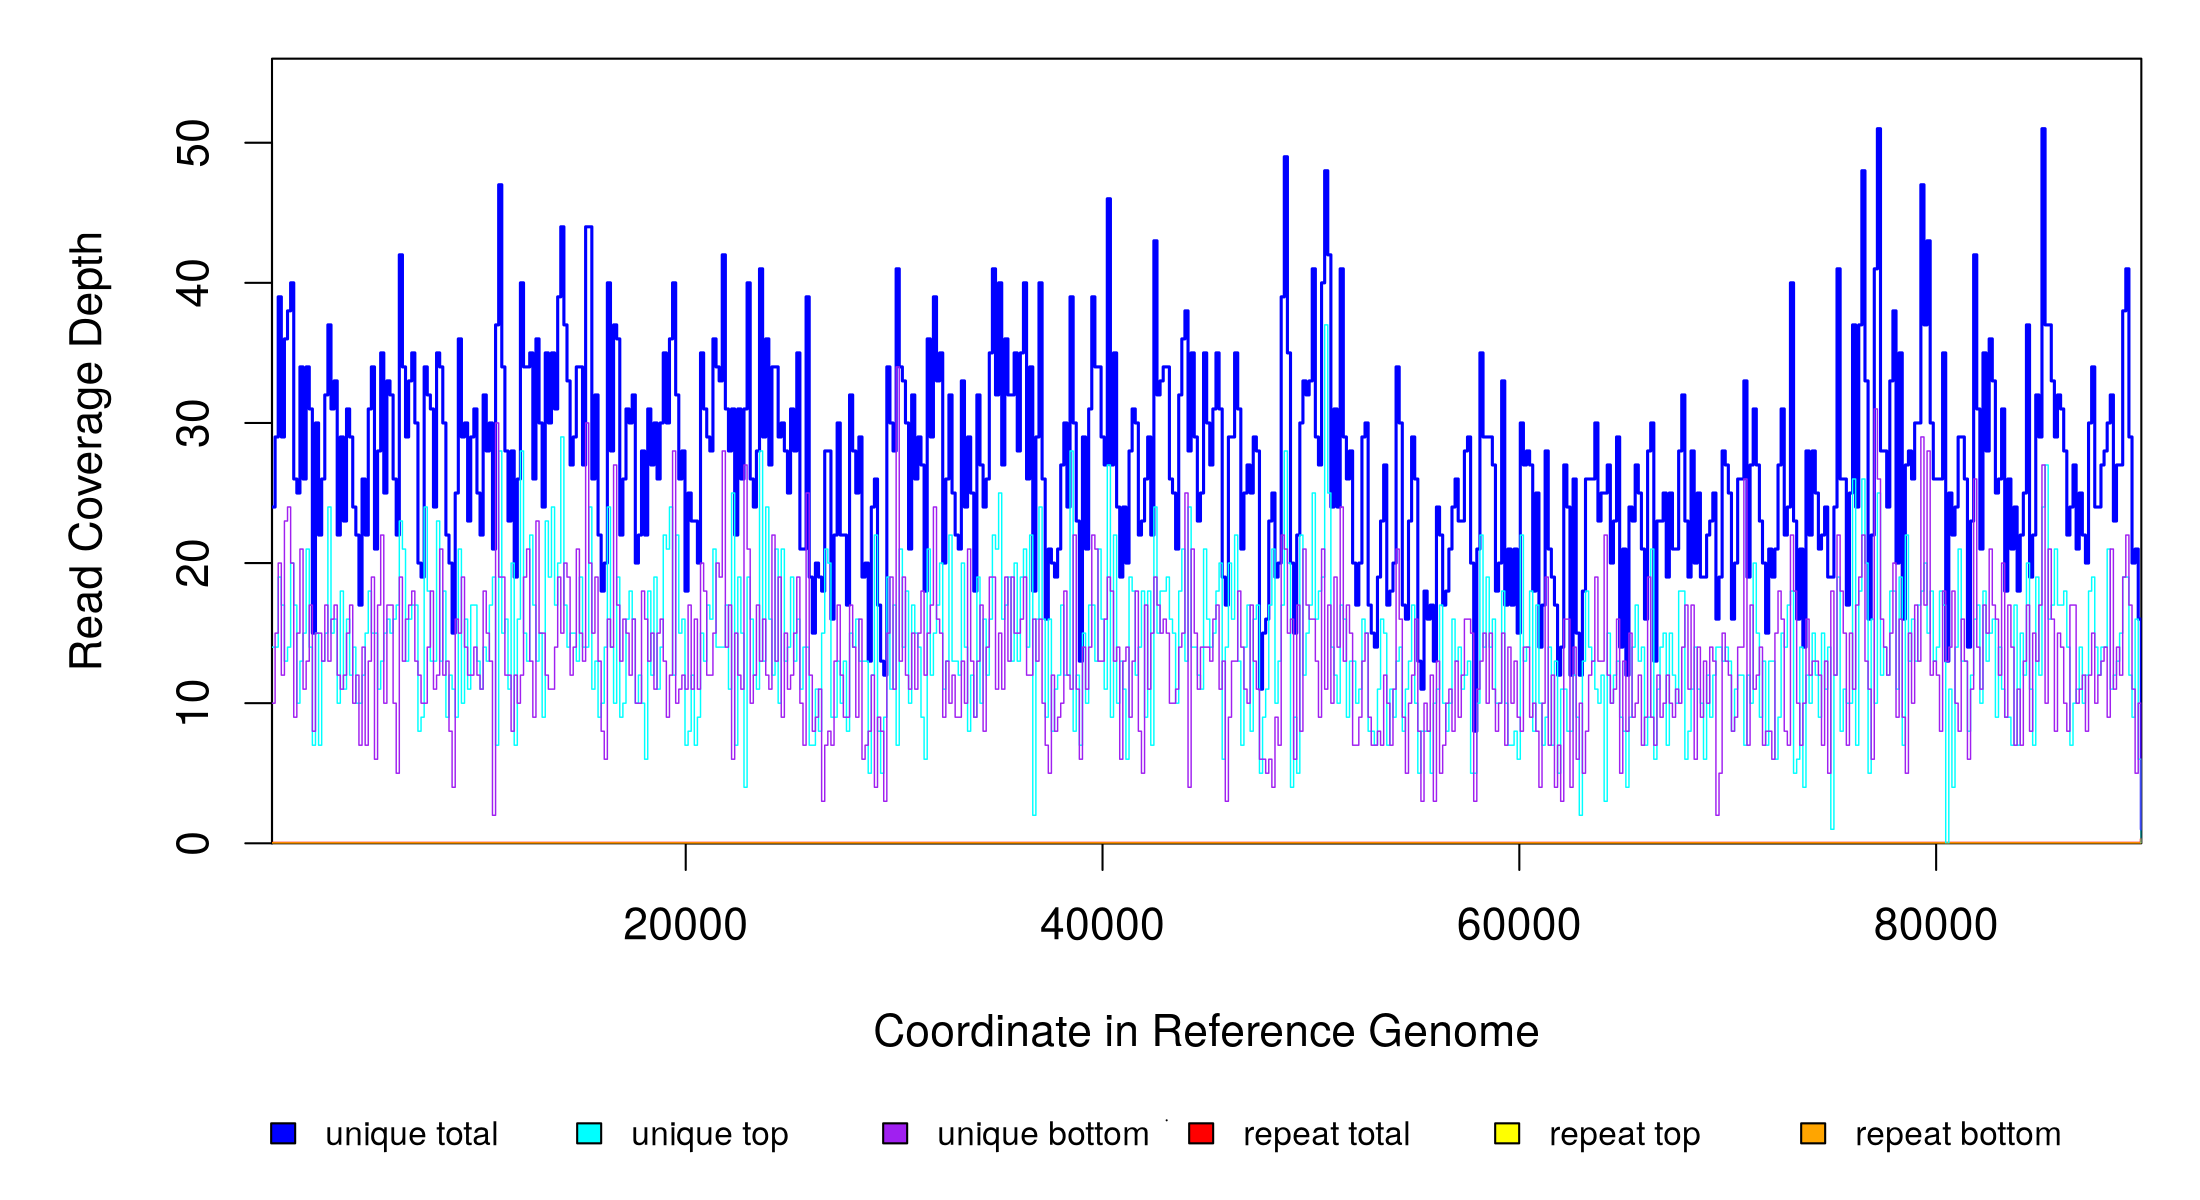 Read Coverage Depth
50
40
30
20
10
0
20000 40000 60000 80000
Coordinate in Reference Genome
unique total unique top unique bottom repeat total repeat top repeat bottom